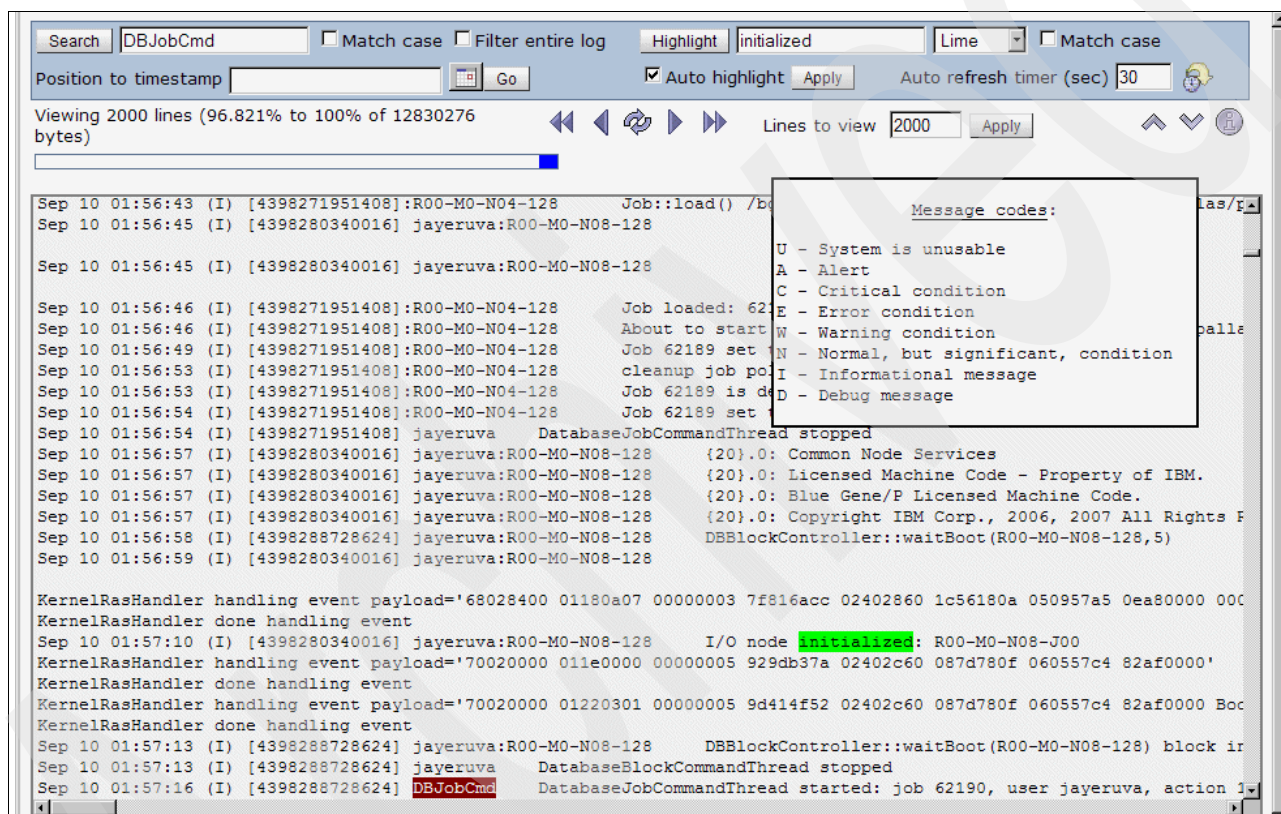 Search DBJobCmd Match case Filter entire log Highlight initialized Lime Match case
Position to timestamp Go Auto highlight Apply Auto refresh timer (sec) 30
Viewing 2000 lines (96.821% to 100% of 12830276 bytes) Lines to view 2000 Apply
Sep 10 01:56:43 (I) [4398271951408]:R00-M0-N04-128 Job::load()
Sep 10 01:56:45 (I) [4398280340016] jayeruva:R00-M0-N08-128
Sep 10 01:56:45 (I) [4398280340016] jayeruva:R00-M0-N08-128
Sep 10 01:56:46 (I) [4398271951408]:R00-M0-N04-128 Job loaded:
Sep 10 01:56:46 (I) [4398271951408]:R00-M0-N04-128 About to start
Sep 10 01:56:49 (I) [4398271951408]:R00-M0-N04-128 Job 62189 set
Sep 10 01:56:53 (I) [4398271951408]:R00-M0-N04-128 cleanup job
Sep 10 01:56:53 (I) [4398271951408]:R00-M0-N04-128 Job 62189 is
Sep 10 01:56:54 (I) [4398271951408]:R00-M0-N04-128 Job 62189 set
Message codes:
U - System is unusable
A - Alert
C - Critical condition
E - Error condition
W - Warning condition
N - Normal, but significant, condition
I - Informational message
D - Debug message
Sep 10 01:56:54 (I) [4398271951408] jayeruva DatabaseJobCommandThread stopped
Sep 10 01:56:57 (I) [4398280340016] jayeruva:R00-M0-N08-128 {20}.0: Common Node Services
Sep 10 01:56:57 (I) [4398280340016] jayeruva:R00-M0-N08-128 {20}.0: Licensed Machine Code - Property of IBM.
Sep 10 01:56:57 (I) [4398280340016] jayeruva:R00-M0-N08-128 {20}.0: Blue Gene/P Licensed Machine Code.
Sep 10 01:56:57 (I) [4398280340016] jayeruva:R00-M0-N08-128 {20}.0: Copyright IBM Corp., 2006, 2007 All Rights
Sep 10 01:56:58 (I) [4398288728624] jayeruva:R00-M0-N08-128 DBBlockController::waitBoot(R00-M0-N08-128,5)
Sep 10 01:56:59 (I) [4398280340016] jayeruva:R00-M0-N08-128
KernelRasHandler handling event payload='68028400 01180a07 00000003 7f816acc 02402860 1c56180a 050957a5 0ea80000 000
KernelRasHandler done handling event
Sep 10 01:57:10 (I) [4398280340016] jayeruva:R00-M0-N08-128 I/O node initialized: R00-M0-N08-J00
KernelRasHandler handling event payload='70020000 011e0000 00000005 929db37a 02402c60 087d780f 060557c4 82af0000'
KernelRasHandler done handling event
KernelRasHandler handling event payload='70020000 01220301 00000005 9d414f52 02402c60 087d780f 060557c4 82af0000 Boo
KernelRasHandler done handling event
Sep 10 01:57:13 (I) [4398288728624] jayeruva:R00-M0-N08-128 DBBlockController::waitBoot(R00-M0-N08-128) block
Sep 10 01:57:13 (I) [4398288728624] jayeruva DatabaseBlockCommandThread stopped
Sep 10 01:57:16 (I) [4398288728624] DBJobCmd DatabaseJobCommandThread started: job 62190, user jayeruva, action